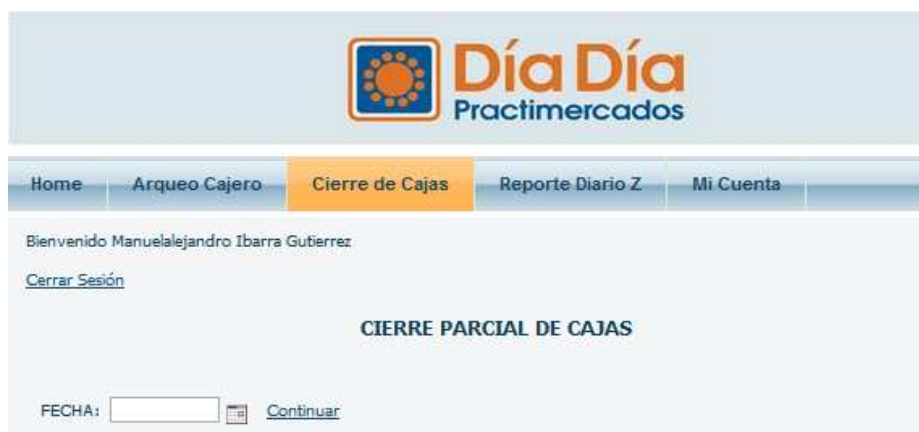 Día Día
Practimercados
Home Arqueo Cajero Cierre de Cajas Reporte Diario Z Mi Cuenta
Bienvenido Manuelalejandro Ibarra Gutierrez
Cerrar Sesión
CIERRE PARCIAL DE CAJAS
FECHA: Continuar